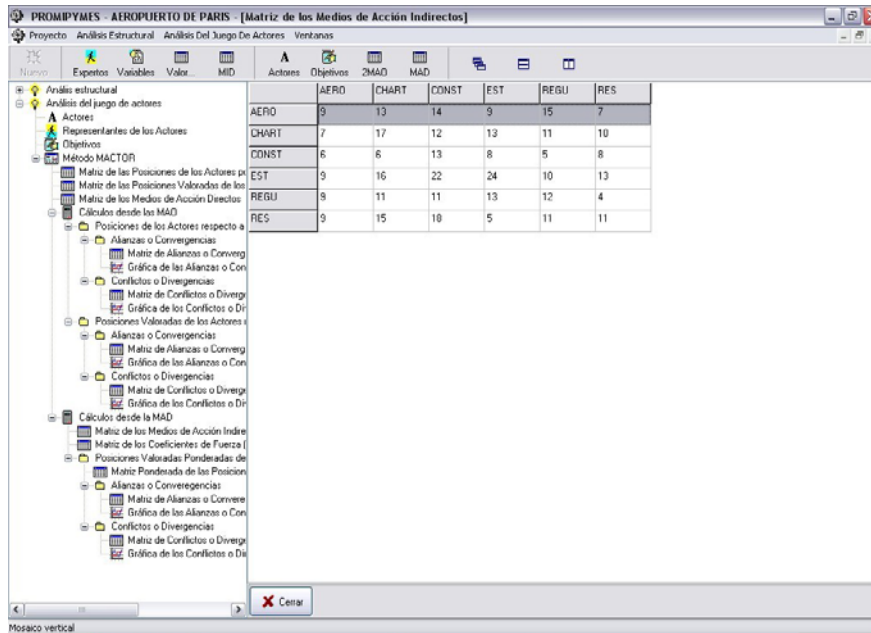 PROMIPYMES - AEROPUERTO DE PARIS - [Matriz de los Medios de Acción Indirectos]
Proyecto Análisis Estructural Análisis Del Juego De Actores Ventanas
Nuevo Expertos Variables Valor... MID Actores Objetivos 2MAO MAD
Anális estructural
Análisis del juego de actores
Actores
Representantes de los Actores
Objetivos
Método MACTOR
Matriz de las Posiciones de los Actores p
Matriz de las Posiciones Valoradas de los
Matriz de los Medios de Acción Directos
Cálculos desde las MAO
Posiciones de los Actores respecto a
Alianzas o Convergencias
Matriz de Alianzas o Converg
Gráfica de las Alianzas o Con
Conflictos o Divergencias
Matriz de Conflictos o Diverge
Gráfica de los Conflictos o Di
Posiciones Valoradas de los Actores
Alianzas o Convergencias
Matriz de Alianzas o Converg
Gráfica de las Alianzas o Con
Conflictos o Divergencias
Matriz de Conflictos o Diverge
Gráfica de los Conflictos o Di
Cálculos desde la MAD
Matriz de los Medios de Acción Indire
Matriz de los Coeficientes de Fuerza (
Posiciones Valoradas Ponderadas de
Matriz Ponderada de las Posicion
Alianzas o Converegencias
Matriz de Alianzas o Convere
Gráfica de las Alianzas o Con
Conflictos o Divergencias
Matriz de Conflictos o Diverge
Gráfica de los Conflictos o Di
AERO CHART CONST EST REGU RES
AERO 9 13 14 9 15 7
CHART 7 17 12 13 11 10
CONST 6 6 13 8 5 8
EST 9 16 22 24 10 13
REGU 9 11 11 13 12 4
RES 9 15 18 5 11 11
Cerrar
Mosaico vertical